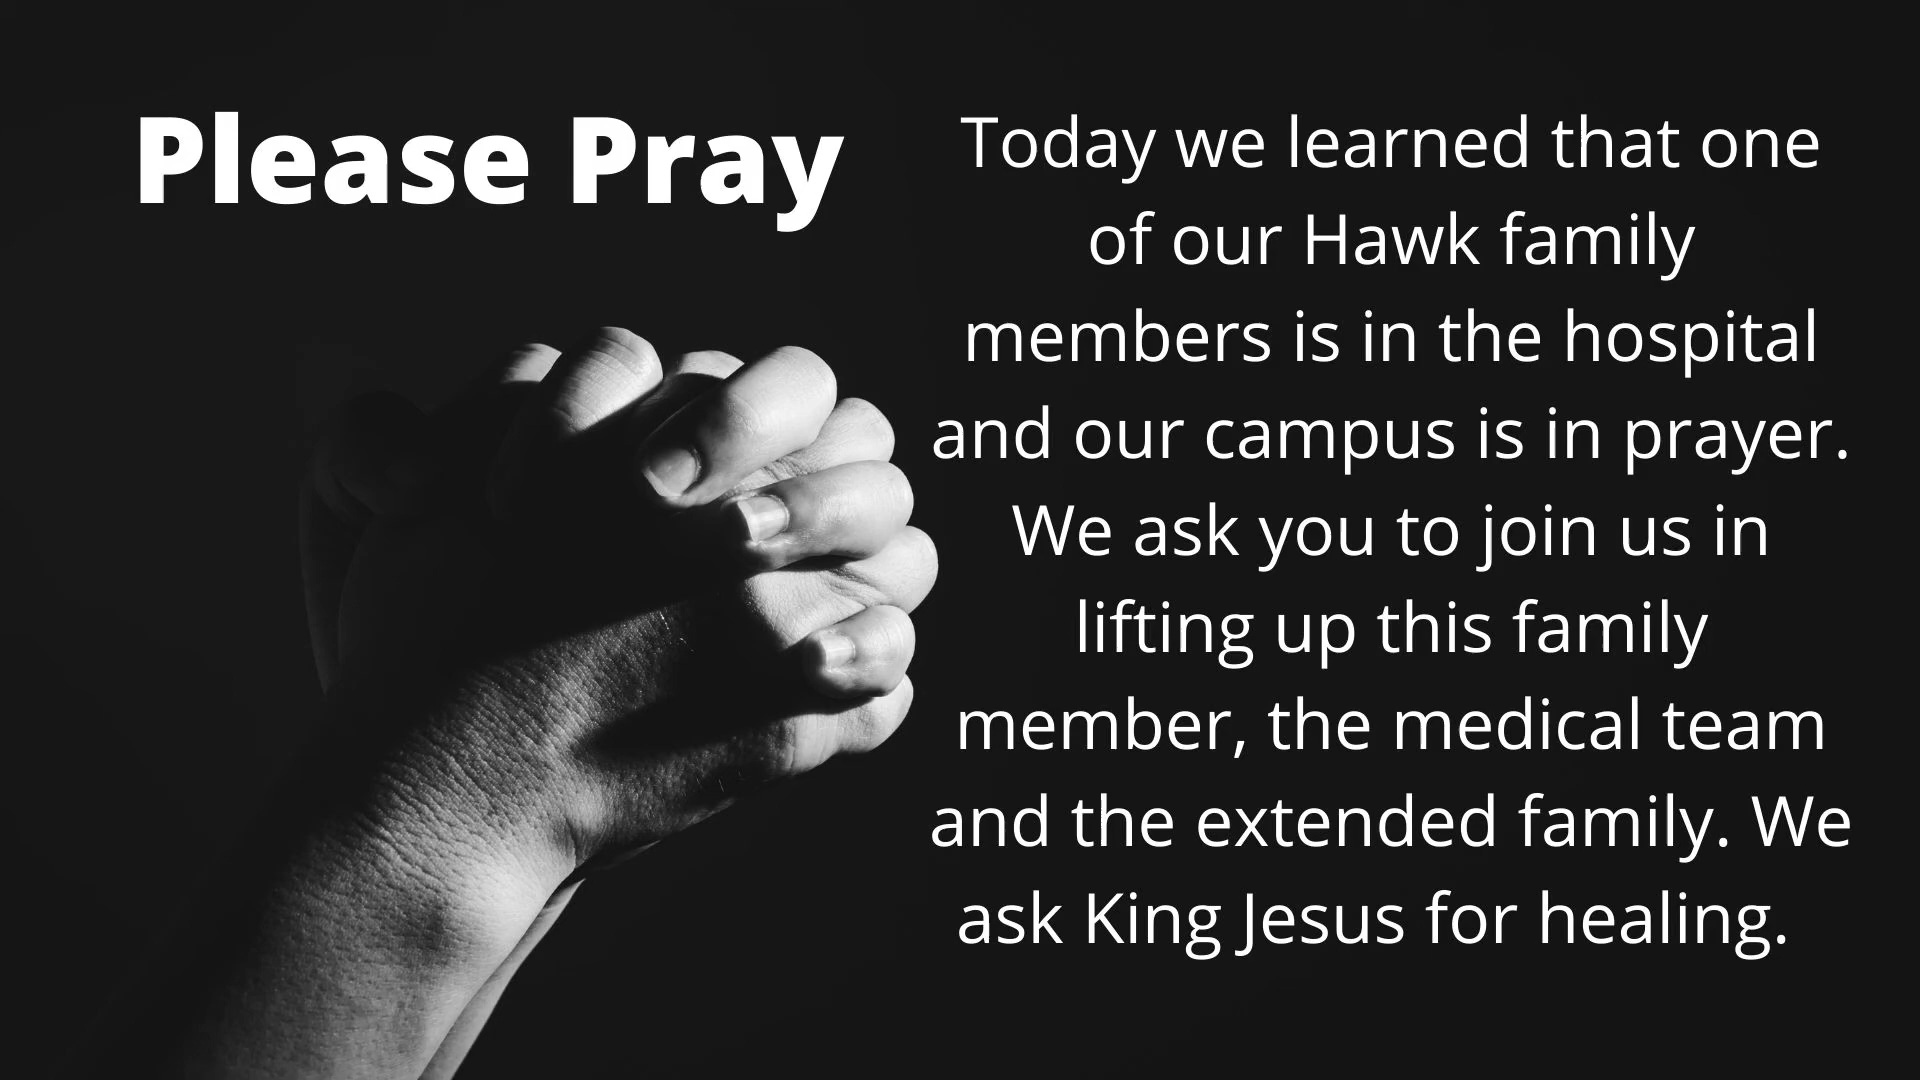 Please Pray
Today we learned that one
of our Hawk family
members is in the hospital
and our campus is in prayer.
We ask you to join us in
lifting up this family
member, the medical team
and the extended family. We
ask King Jesus for healing.